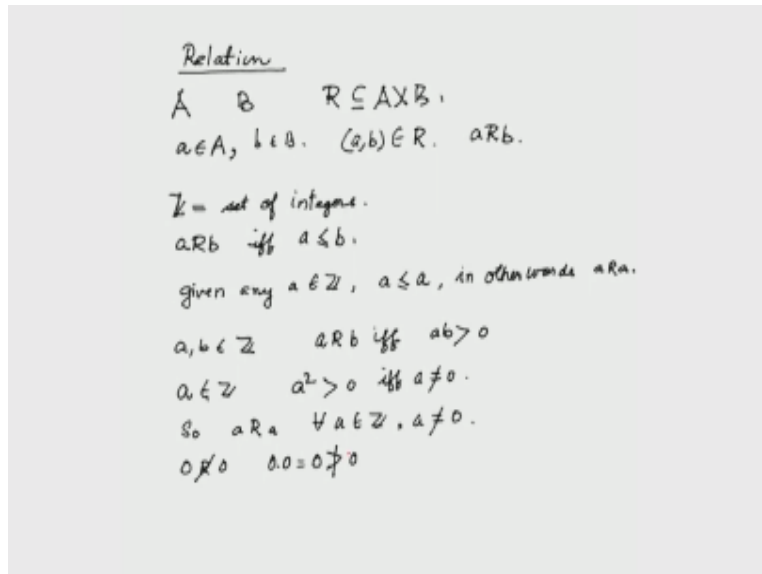 Relation
A B R ⊆ A×B.
a∈A, b∈B. (a,b)∈R. aRb.
ℤ = set of integers.
aRb iff a≤b.
given any a∈ℤ, a≤a, in other words aRa.
a,b∈ℤ aRb iff ab>0
a∈ℤ a²>0 iff a≠0.
So aRa ∀a∈ℤ, a≠0.
0R̸0 0.0=0≯0